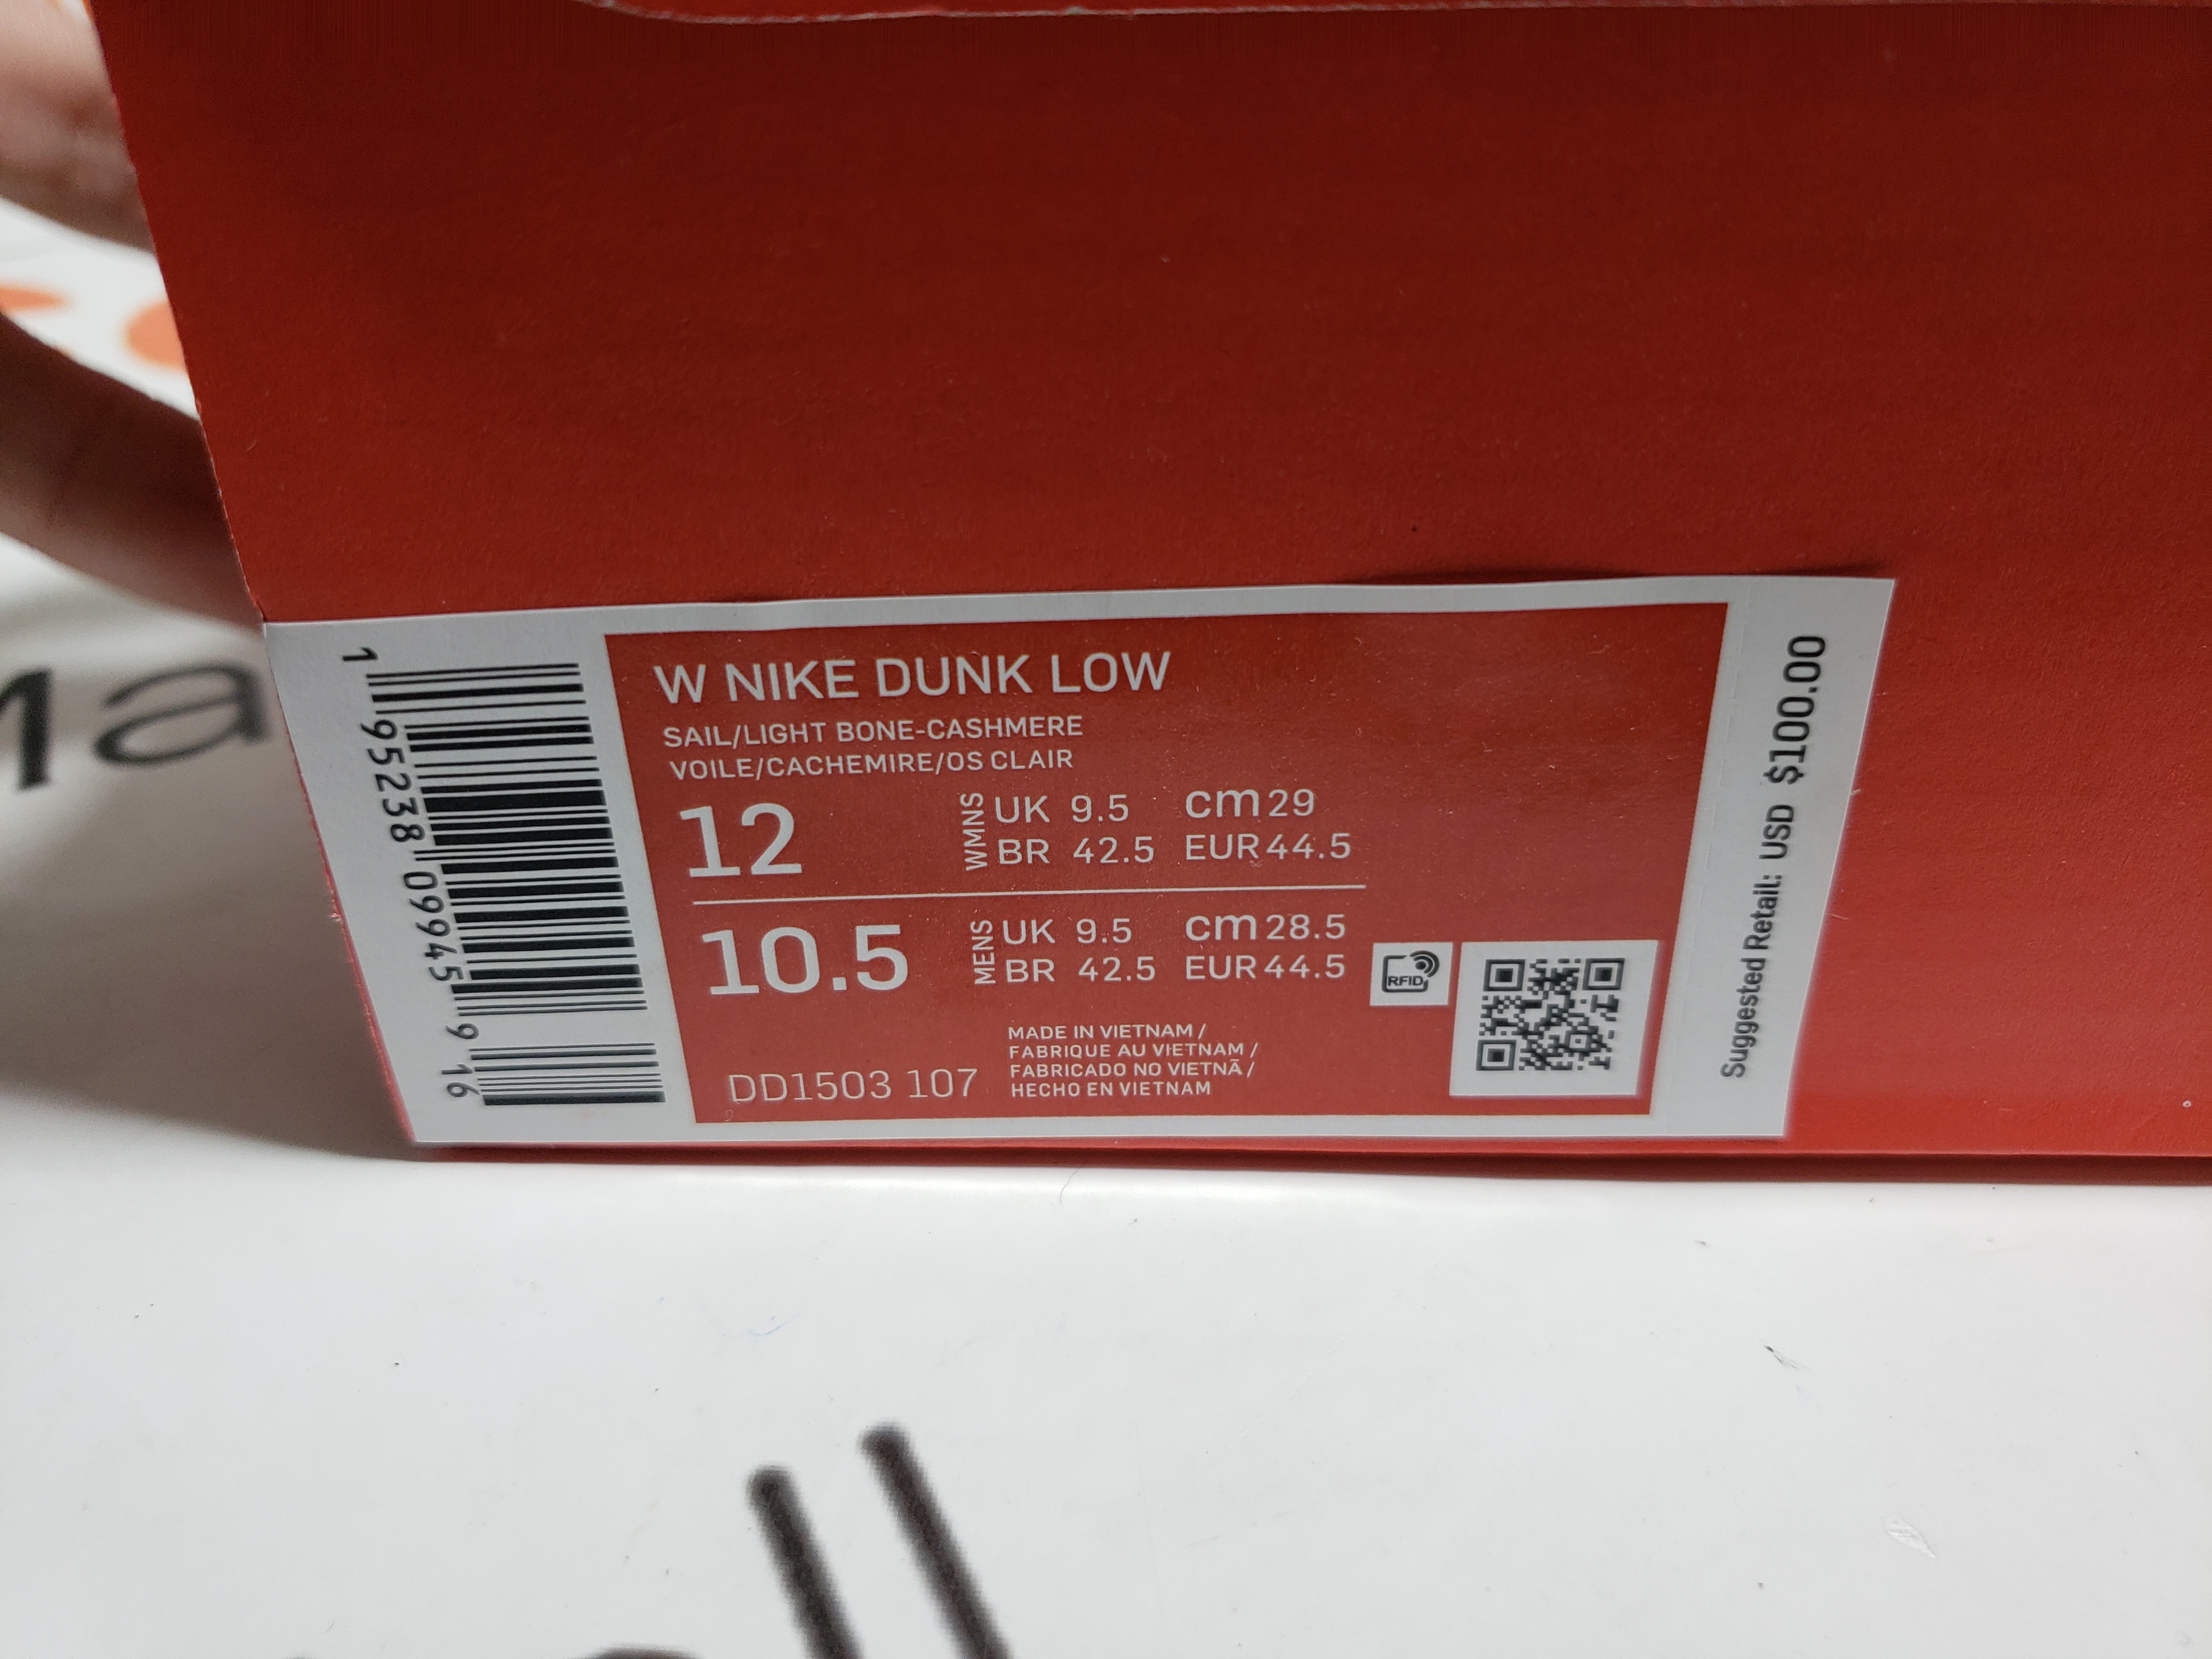 W NIKE DUNK LOW
SAIL/LIGHT BONE-CASHMERE
VOILE/CACHEMIRE/OS CLAIR
12 WMNS UK 9.5 cm 29
BR 42.5 EUR 44.5
10.5 MENS UK 9.5 cm 28.5
BR 42.5 EUR 44.5
MADE IN VIETNAM /
FABRIQUE AU VIETNAM /
FABRICADO NO VIETNÃ /
HECHO EN VIETNAM
DD1503 107
RFID
1 95238 09945 9 16
Suggested Retail: USD $100.00